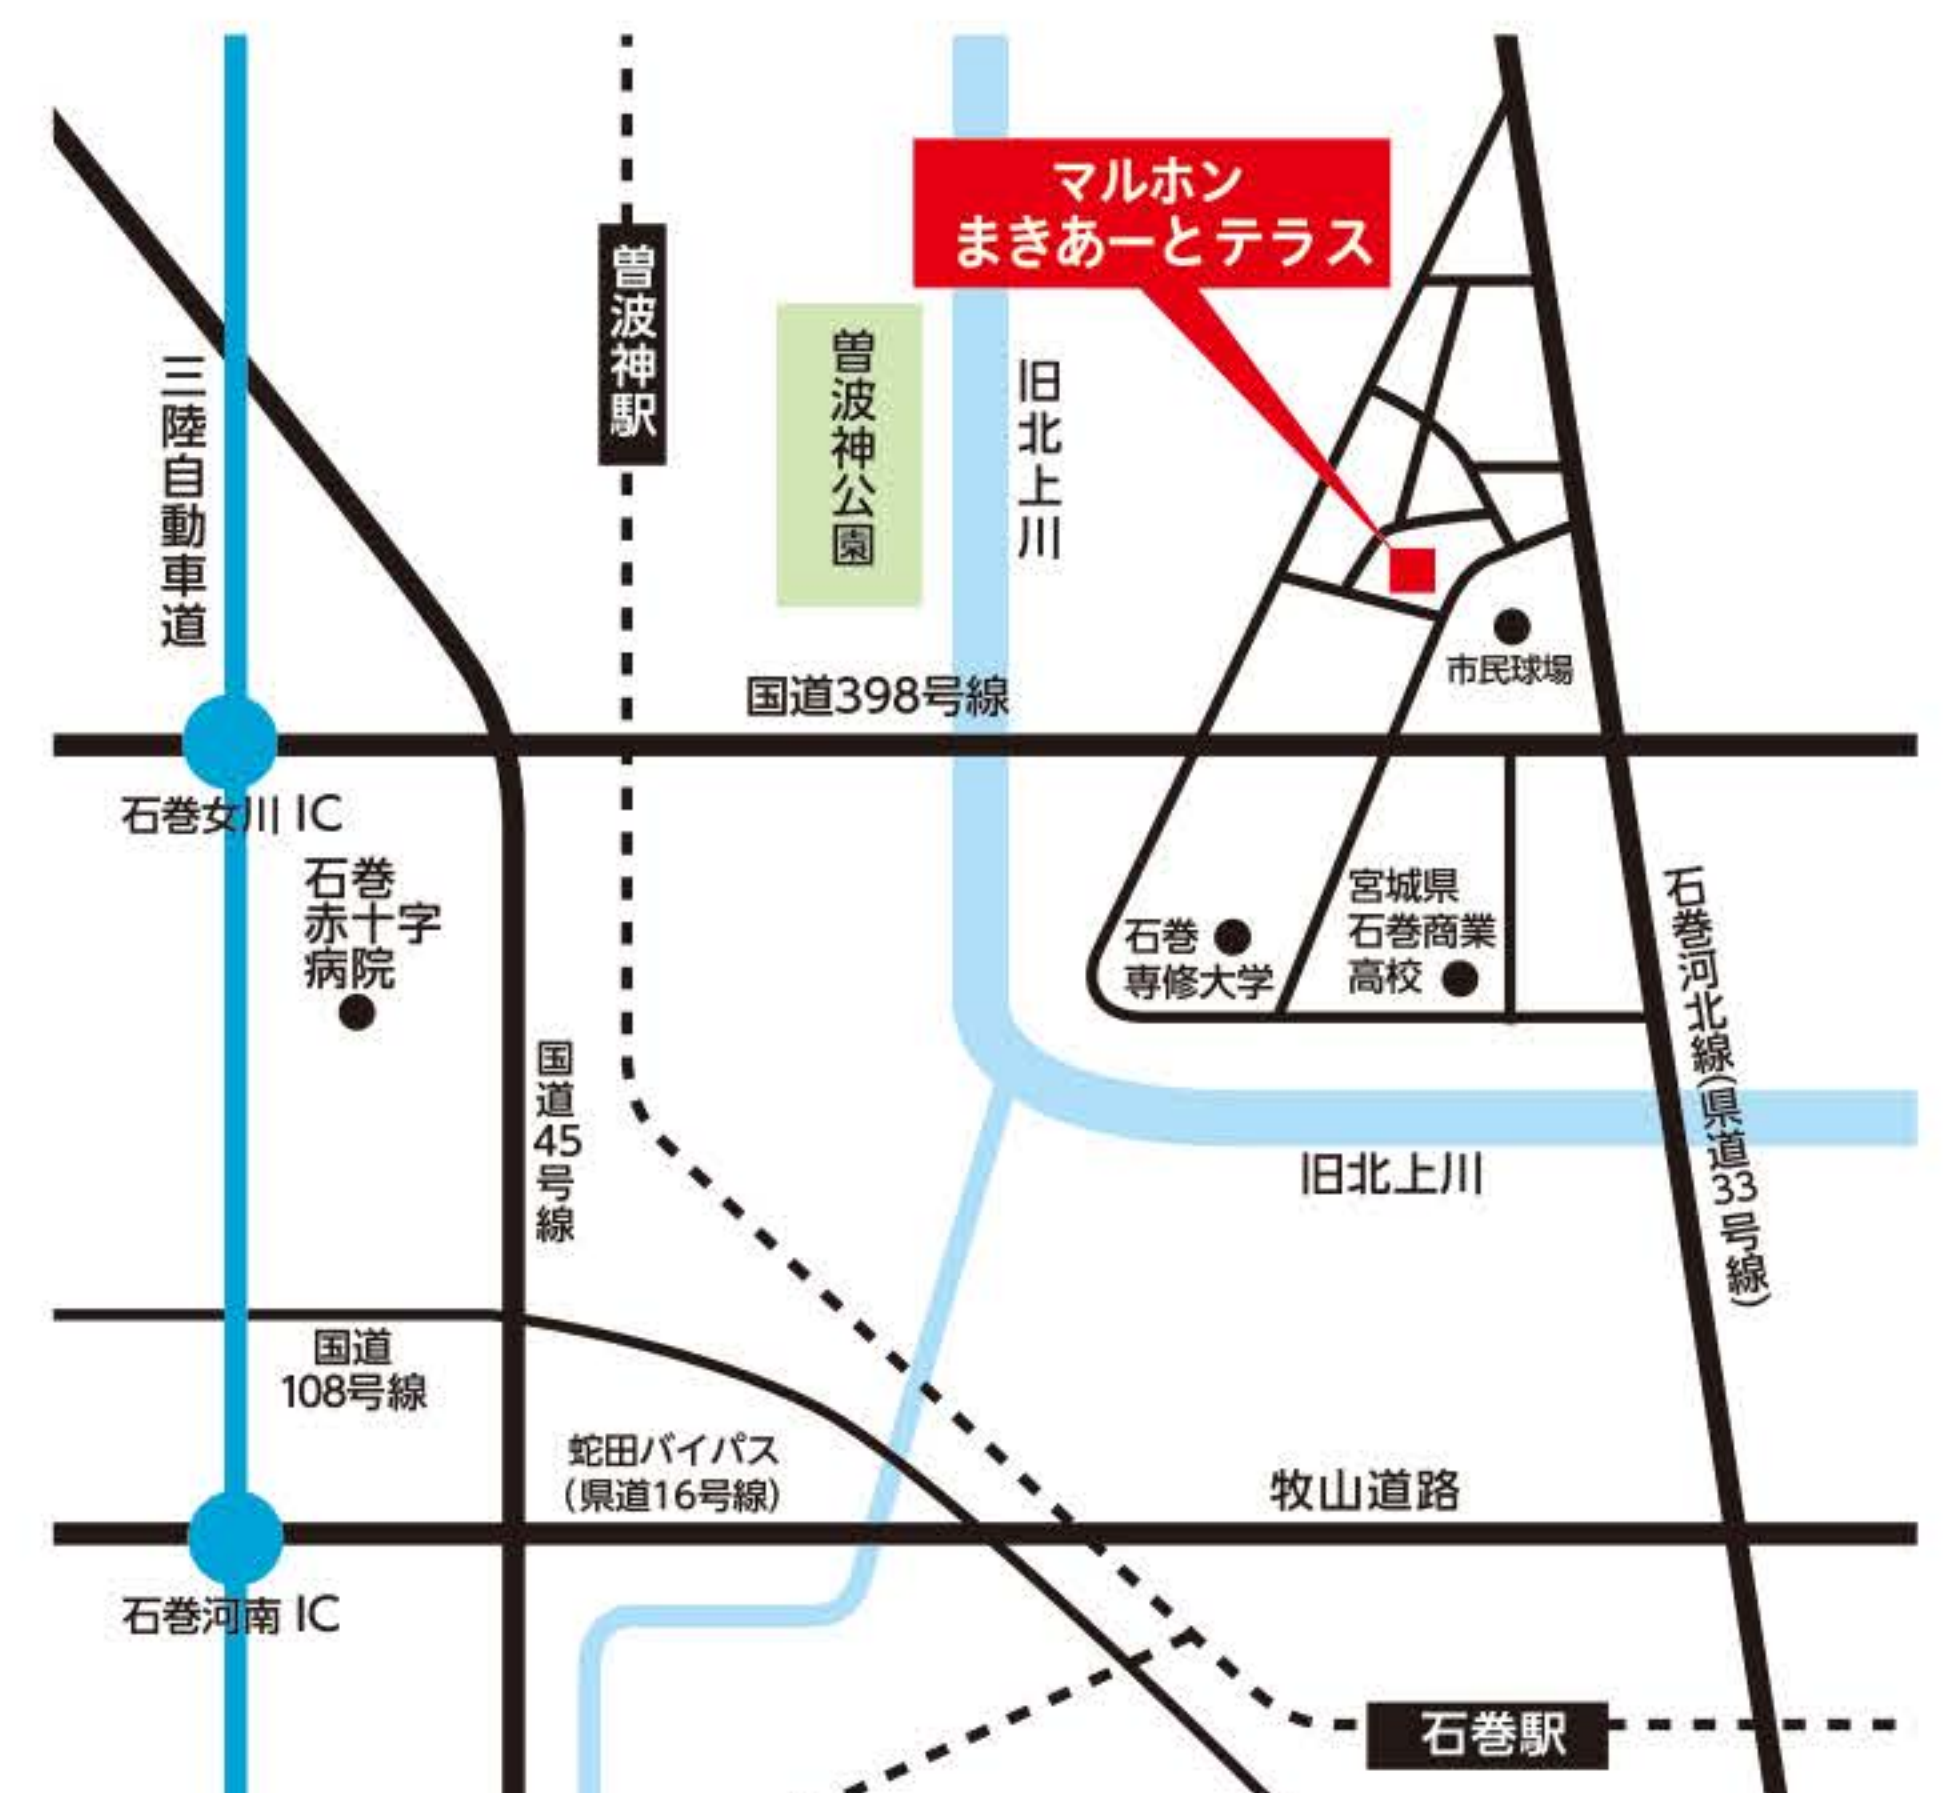 マルホン
まきあーとテラス
曽波神駅
曽波神公園
旧北上川
三陸自動車道
市民球場
国道398号線
石巻女川 IC
石巻
赤十字
病院
宮城県
石巻商業
高校
石巻
専修大学
石巻河北線(県道33号線)
国道45号線
旧北上川
国道
108号線
蛇田バイパス
(県道16号線)
牧山道路
石巻河南 IC
石巻駅